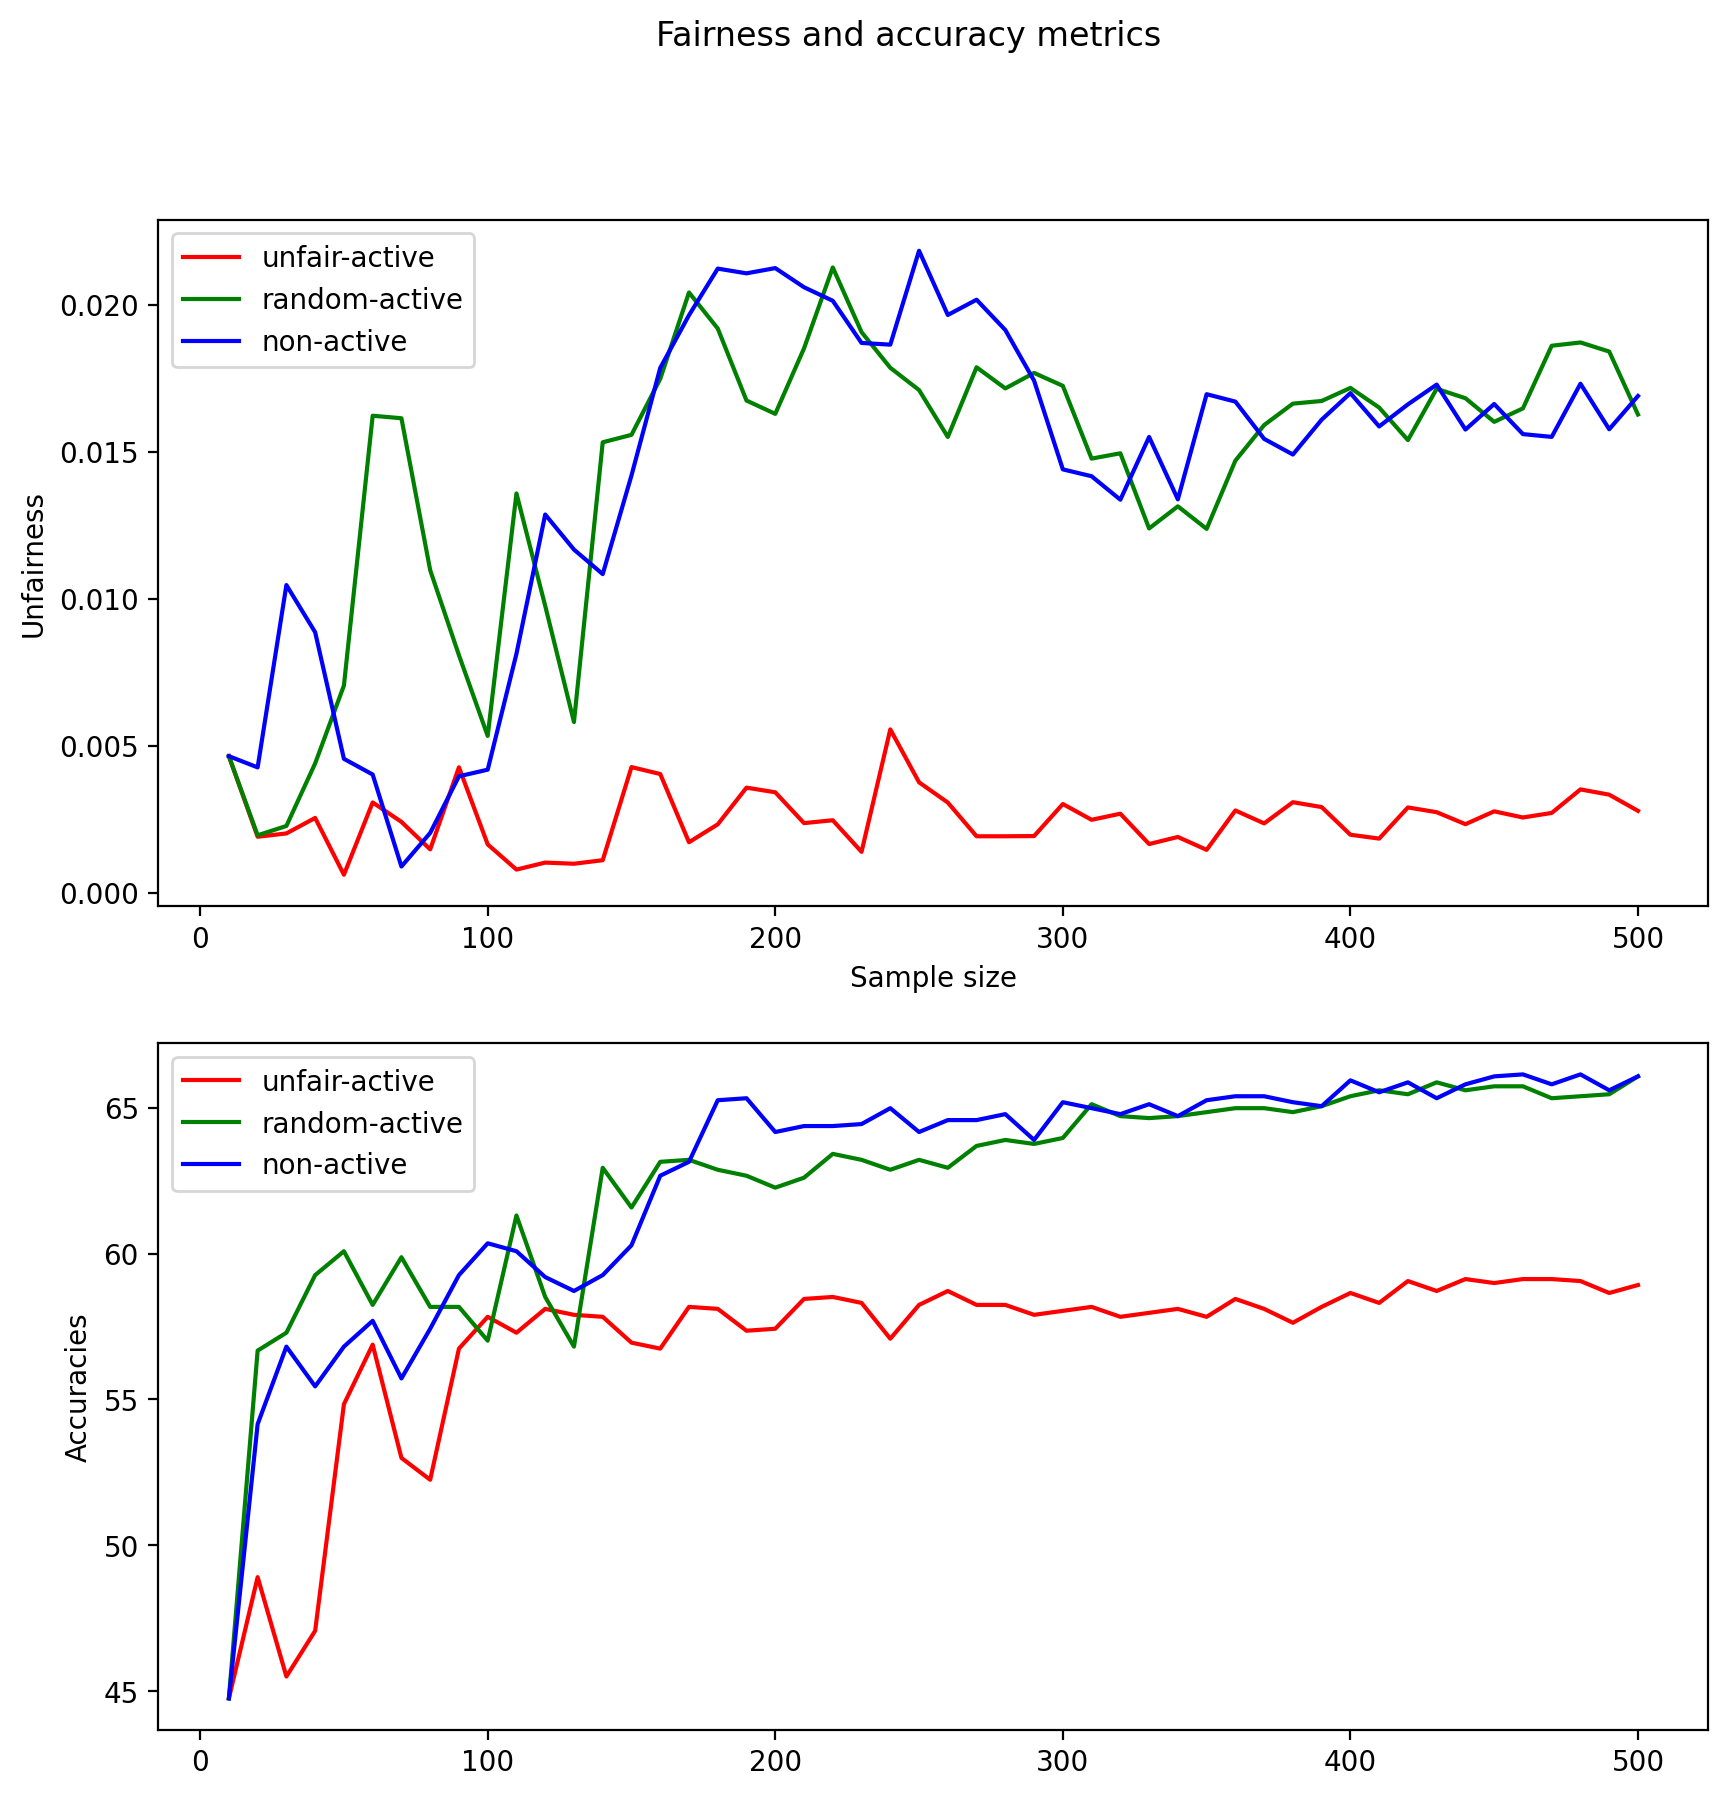 Fairness and accuracy metrics
unfair-active
random-active
non-active
0.020
0.015
0.010
0.005
0.000
Unfairness
0 100 200 300 400 500
Sample size
unfair-active
random-active
non-active
65
60
55
50
45
Accuracies
0 100 200 300 400 500